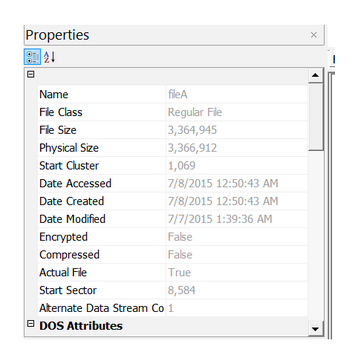 Properties
Name fileA
File Class Regular File
File Size 3,364,945
Physical Size 3,366,912
Start Cluster 1,069
Date Accessed 7/8/2015 12:50:43 AM
Date Created 7/8/2015 12:50:43 AM
Date Modified 7/7/2015 1:39:36 AM
Encrypted False
Compressed False
Actual File True
Start Sector 8,584
Alternate Data Stream Co 1
DOS Attributes